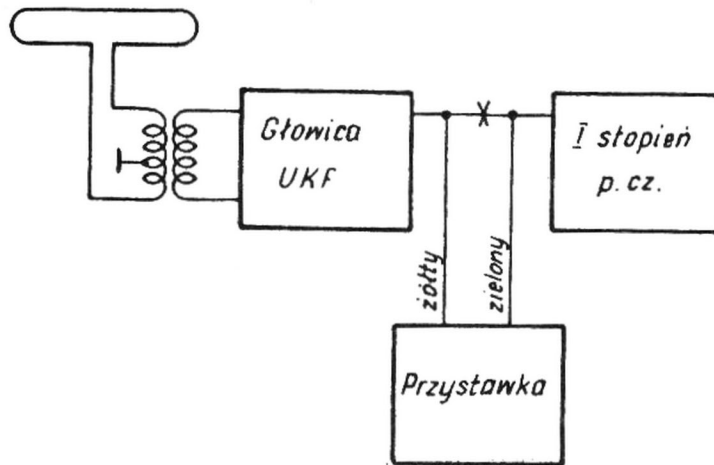 Głowica
UKF
I stopień
p. cz.
żółty
zielony
Przystawka